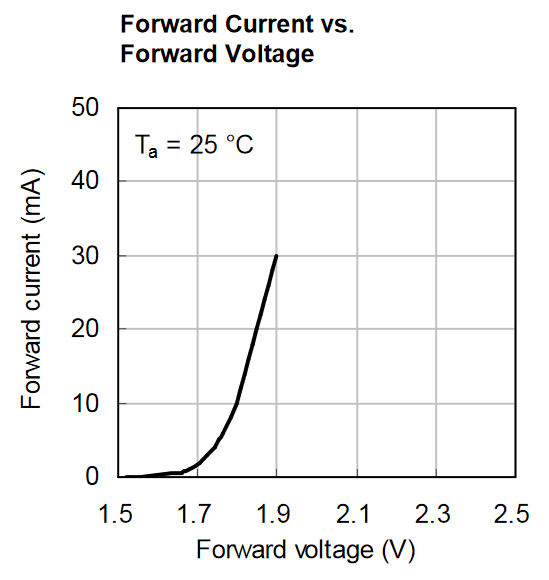 Forward Current vs.
Forward Voltage
50
Tₐ = 25 °C
40
30
20
10
0
Forward current (mA)
1.5 1.7 1.9 2.1 2.3 2.5
Forward voltage (V)